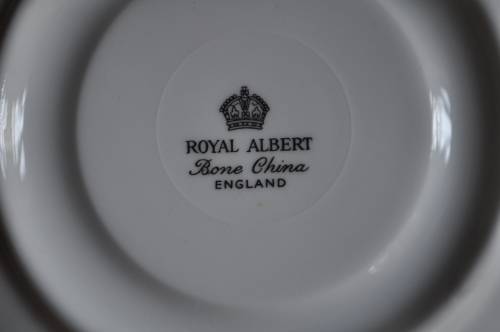 ROYAL ALBERT
Bone China
ENGLAND